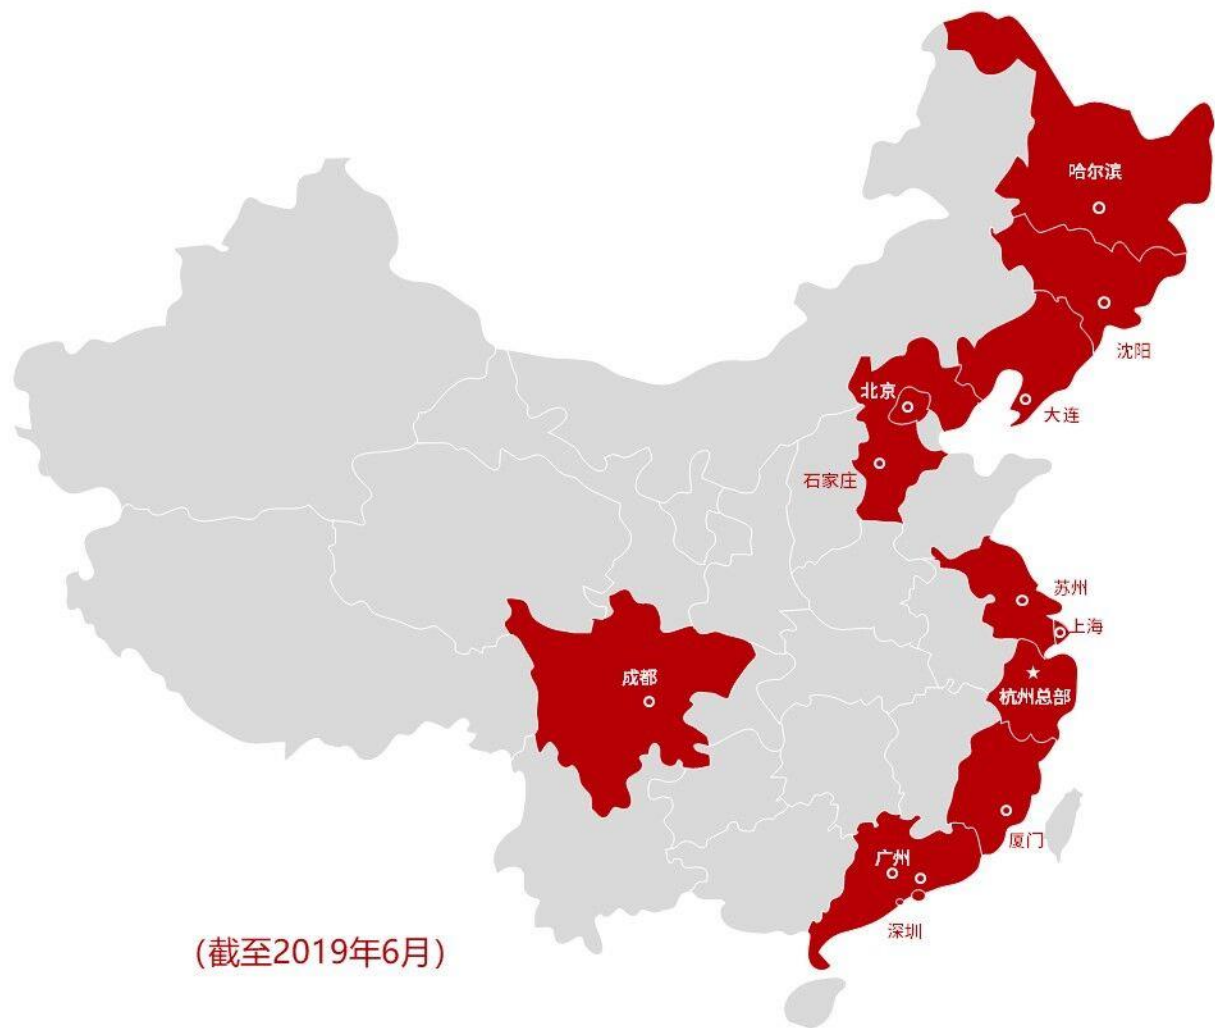 哈尔滨
沈阳
北京
大连
石家庄
苏州
上海
成都
杭州总部
厦门
广州
深圳
(截至2019年6月)